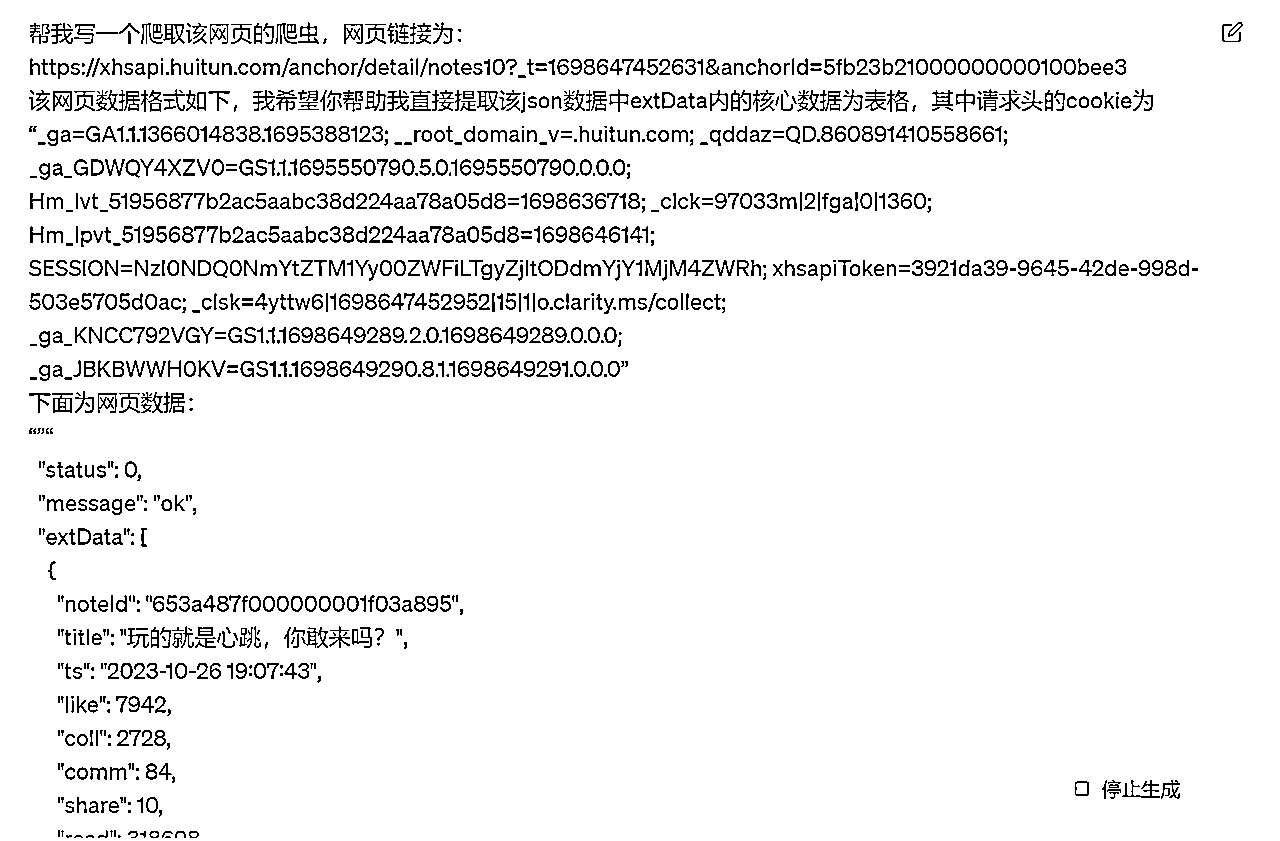 帮我写一个爬取该网页的爬虫，网页链接为：
https://xhsapi.huitun.com/anchor/detail/notes10?_t=1698647452631&anchorId=5fb23b21000000000100bee3
该网页数据格式如下，我希望你帮助我直接提取该json数据中extData内的核心数据为表格，其中请求头的cookie为
“_ga=GA1.1.1366014838.1695388123; __root_domain_v=.huitun.com; _qddaz=QD.860891410558661;
_ga_GDWQY4XZV0=GS1.1.1695550790.5.0.1695550790.0.0.0;
Hm_lvt_51956877b2ac5aabc38d224aa78a05d8=1698636718; _clck=97033m|2|fga|0|1360;
Hm_lpvt_51956877b2ac5aabc38d224aa78a05d8=1698646141;
SESSION=NzI0NDQ0NmYtZTM1Yy00ZWFiLTgyZjItODdmYjY1MjM4ZWRh; xhsapiToken=3921da39-9645-42de-998d-
503e5705d0ac; _clsk=4yttw6|1698647452952|15|1|o.clarity.ms/collect;
_ga_KNCC792VGY=GS1.1.1698649289.2.0.1698649289.0.0.0;
_ga_JBKBWWH0KV=GS1.1.1698649290.8.1.1698649291.0.0.0”
下面为网页数据：
“”“
"status": 0,
"message": "ok",
"extData": [
{
"noteId": "653a487f000000001f03a895",
"title": "玩的就是心跳，你敢来吗？",
"ts": "2023-10-26 19:07:43",
"like": 7942,
"coll": 2728,
"comm": 84,
"share": 10,
"read": 318608
停止生成